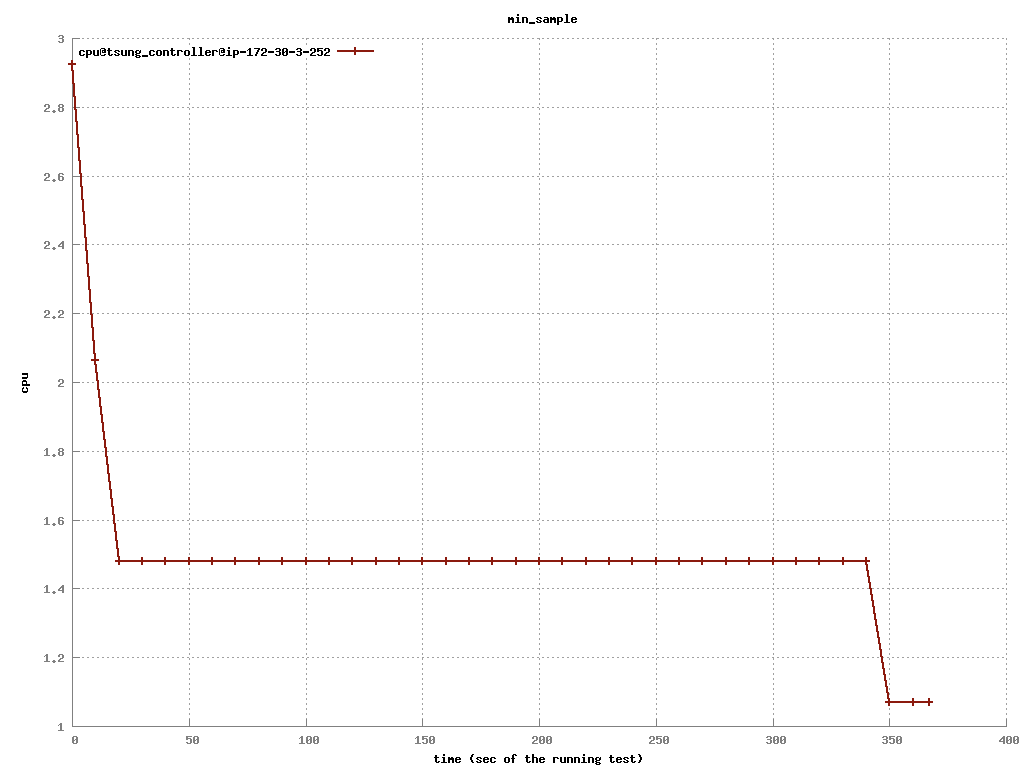 min_sample
cpu@tsung_controller@ip-172-30-3-252
3
2.8
2.6
2.4
2.2
2
1.8
1.6
1.4
1.2
1
cpu
0 50 100 150 200 250 300 350 400
time (sec of the running test)